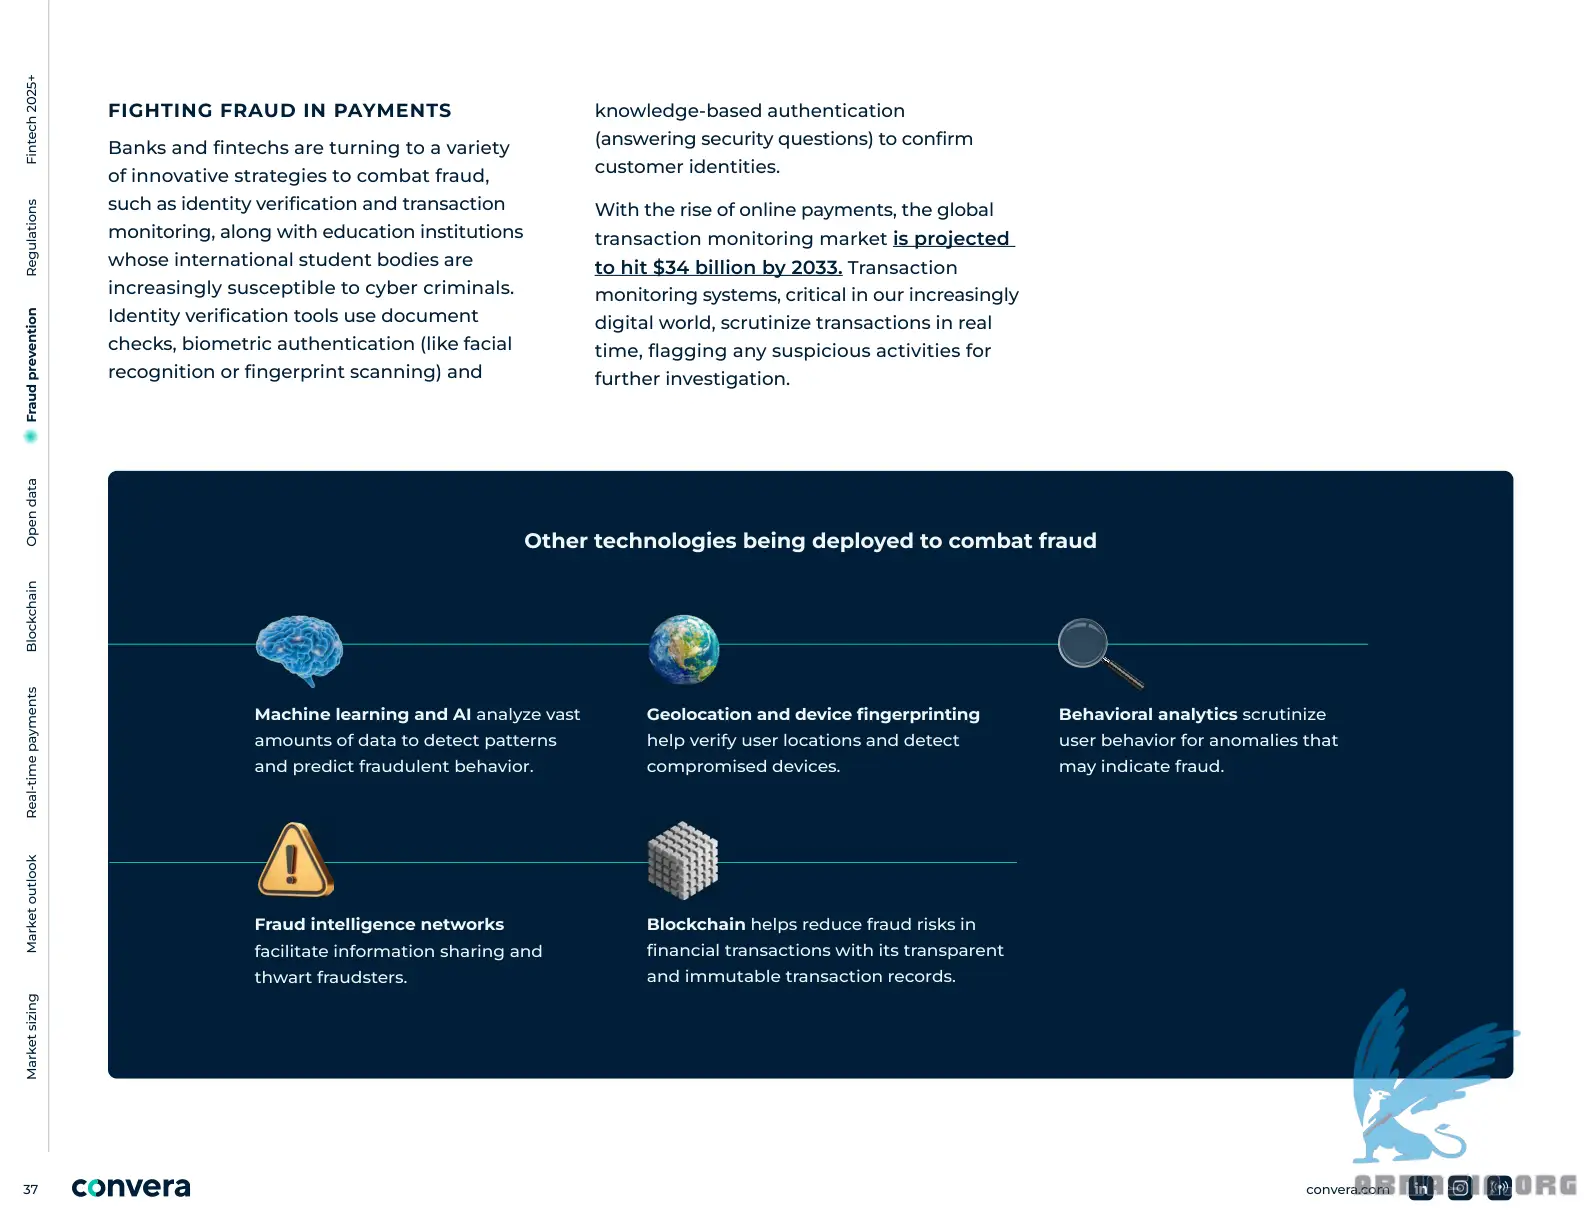 Fintech 2025+
Regulations
Fraud prevention
Open data
Blockchain
Real-time payments
Market outlook
Market sizing
FIGHTING FRAUD IN PAYMENTS
Banks and fintechs are turning to a variety
of innovative strategies to combat fraud,
such as identity verification and transaction
monitoring, along with education institutions
whose international student bodies are
increasingly susceptible to cyber criminals.
Identity verification tools use document
checks, biometric authentication (like facial
recognition or fingerprint scanning) and
knowledge-based authentication
(answering security questions) to confirm
customer identities.
With the rise of online payments, the global
transaction monitoring market is projected
to hit $34 billion by 2033. Transaction
monitoring systems, critical in our increasingly
digital world, scrutinize transactions in real
time, flagging any suspicious activities for
further investigation.
Other technologies being deployed to combat fraud
Machine learning and AI analyze vast
amounts of data to detect patterns
and predict fraudulent behavior.
Geolocation and device fingerprinting
help verify user locations and detect
compromised devices.
Behavioral analytics scrutinize
user behavior for anomalies that
may indicate fraud.
Fraud intelligence networks
facilitate information sharing and
thwart fraudsters.
Blockchain helps reduce fraud risks in
financial transactions with its transparent
and immutable transaction records.
37
convera
convera.com
in